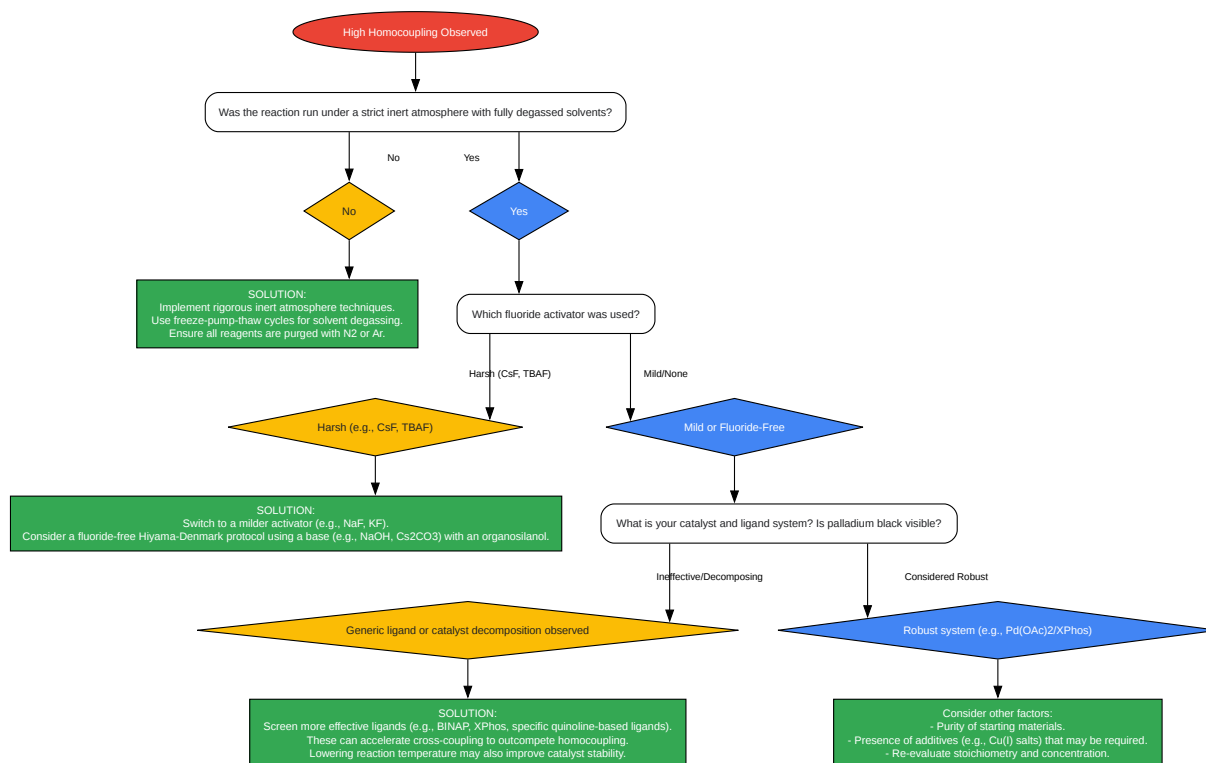 High Homocoupling Observed
Was the reaction run under a strict inert atmosphere with fully degassed solvents?
No
Yes
No
Yes
SOLUTION:
Implement rigorous inert atmosphere techniques.
Use freeze-pump-thaw cycles for solvent degassing.
Ensure all reagents are purged with N2 or Ar.
Which fluoride activator was used?
Harsh (CsF, TBAF)
Mild/None
Harsh (e.g., CsF, TBAF)
Mild or Fluoride-Free
SOLUTION:
Switch to a milder activator (e.g., NaF, KF).
Consider a fluoride-free Hiyama-Denmark protocol using a base (e.g., NaOH, Cs2CO3) with an organosilanol.
What is your catalyst and ligand system? Is palladium black visible?
Ineffective/Decomposing
Considered Robust
Generic ligand or catalyst decomposition observed
Robust system (e.g., Pd(OAc)2/XPhos)
SOLUTION:
Screen more effective ligands (e.g., BINAP, XPhos, specific quinoline-based ligands).
These can accelerate cross-coupling to outcompete homocoupling.
Lowering reaction temperature may also improve catalyst stability.
Consider other factors:
- Purity of starting materials.
- Presence of additives (e.g., Cu(I) salts) that may be required.
- Re-evaluate stoichiometry and concentration.